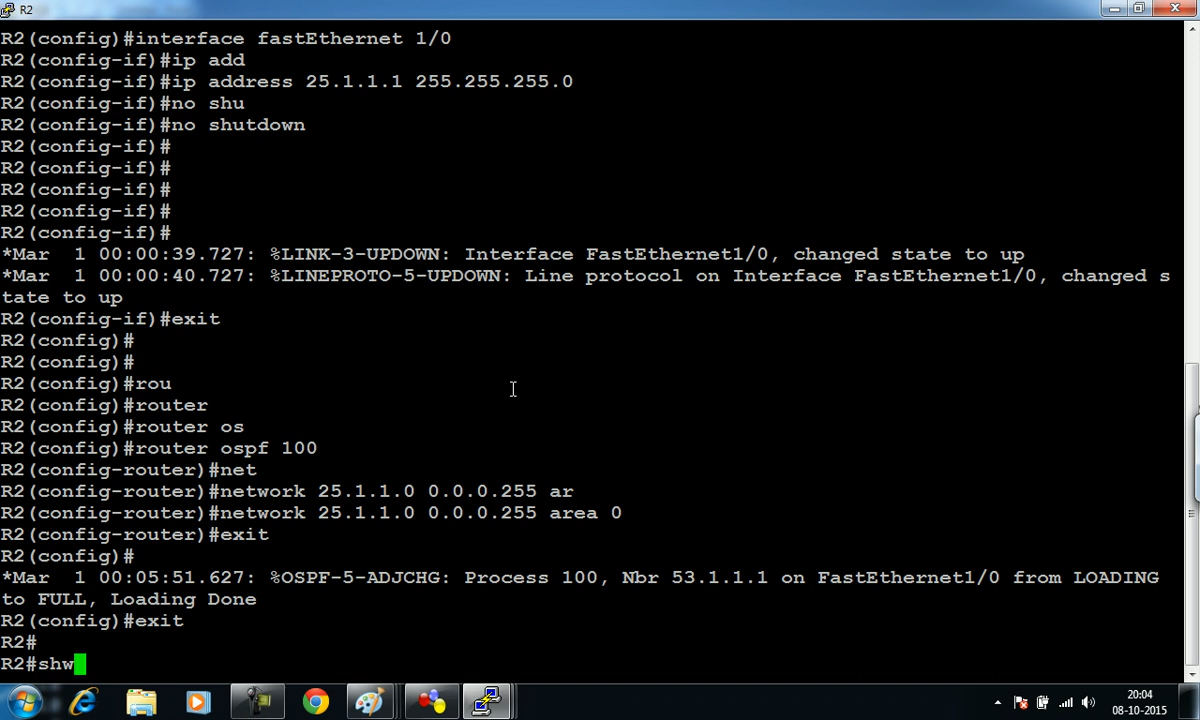 R2
R2(config)#interface fastEthernet 1/0
R2(config-if)#ip add
R2(config-if)#ip address 25.1.1.1 255.255.255.0
R2(config-if)#no shu
R2(config-if)#no shutdown
R2(config-if)#
R2(config-if)#
R2(config-if)#
R2(config-if)#
R2(config-if)#
*Mar  1 00:00:39.727: %LINK-3-UPDOWN: Interface FastEthernet1/0, changed state to up
*Mar  1 00:00:40.727: %LINEPROTO-5-UPDOWN: Line protocol on Interface FastEthernet1/0, changed s
tate to up
R2(config-if)#exit
R2(config)#
R2(config)#
R2(config)#rou
R2(config)#router
R2(config)#router os
R2(config)#router ospf 100
R2(config-router)#net
R2(config-router)#network 25.1.1.0 0.0.0.255 ar
R2(config-router)#network 25.1.1.0 0.0.0.255 area 0
R2(config-router)#exit
R2(config)#
*Mar  1 00:05:51.627: %OSPF-5-ADJCHG: Process 100, Nbr 53.1.1.1 on FastEthernet1/0 from LOADING
to FULL, Loading Done
R2(config)#exit
R2#
R2#shw
20:04
08-10-2015